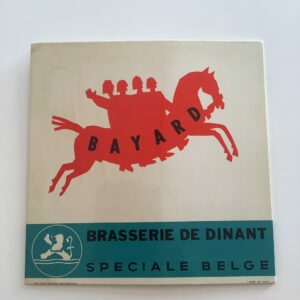 BAYARD
BRASSERIE DE DINANT
SPECIALE BELGE